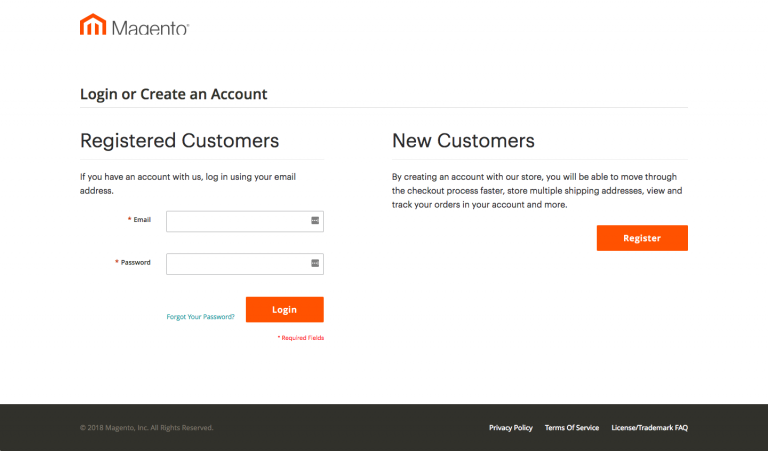 Magento®
Login or Create an Account
Registered Customers
If you have an account with us, log in using your email
address.
* Email
* Password
Forgot Your Password?
Login
* Required Fields
New Customers
By creating an account with our store, you will be able to move through
the checkout process faster, store multiple shipping addresses, view and
track your orders in your account and more.
Register
© 2018 Magento, Inc. All Rights Reserved.
Privacy Policy
Terms Of Service
License/Trademark FAQ